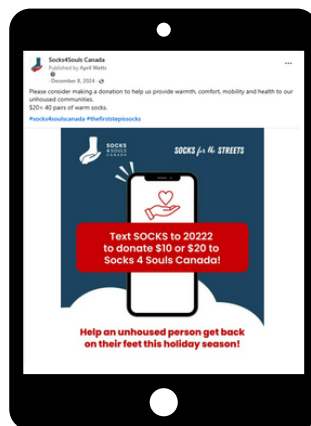 Socks4Souls Canada
Published by April Watts
December 9, 2024
Please consider making a donation to help us provide warmth, comfort, mobility and health to our
unhoused communities.
$20= 40 pairs of warm socks.
#socks4soulscanada #thefirststepissocks
SOCKS
4 SOULS
CANADA
SOCKS for the STREETS
Text SOCKS to 20222
to donate $10 or $20 to
Socks 4 Souls Canada!
Help an unhoused person get back
on their feet this holiday season!